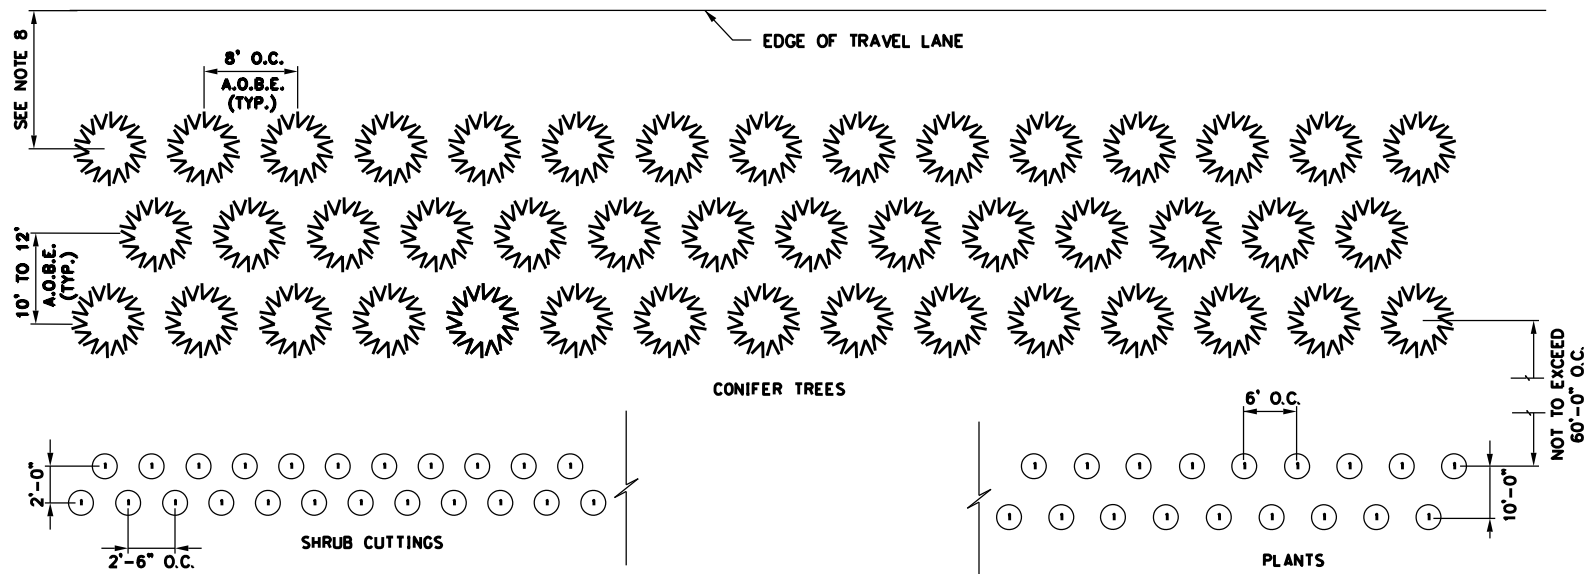 EDGE OF TRAVEL LANE
SEE NOTE 8
8' O.C.
A.O.B.E.
(TYP.)
10' TO 12'
A.O.B.E.
(TYP.)
CONIFER TREES
NOT TO EXCEED
60'-0" O.C.
6' O.C.
2'-0"
10'-0"
2'-6" O.C.
SHRUB CUTTINGS
PLANTS